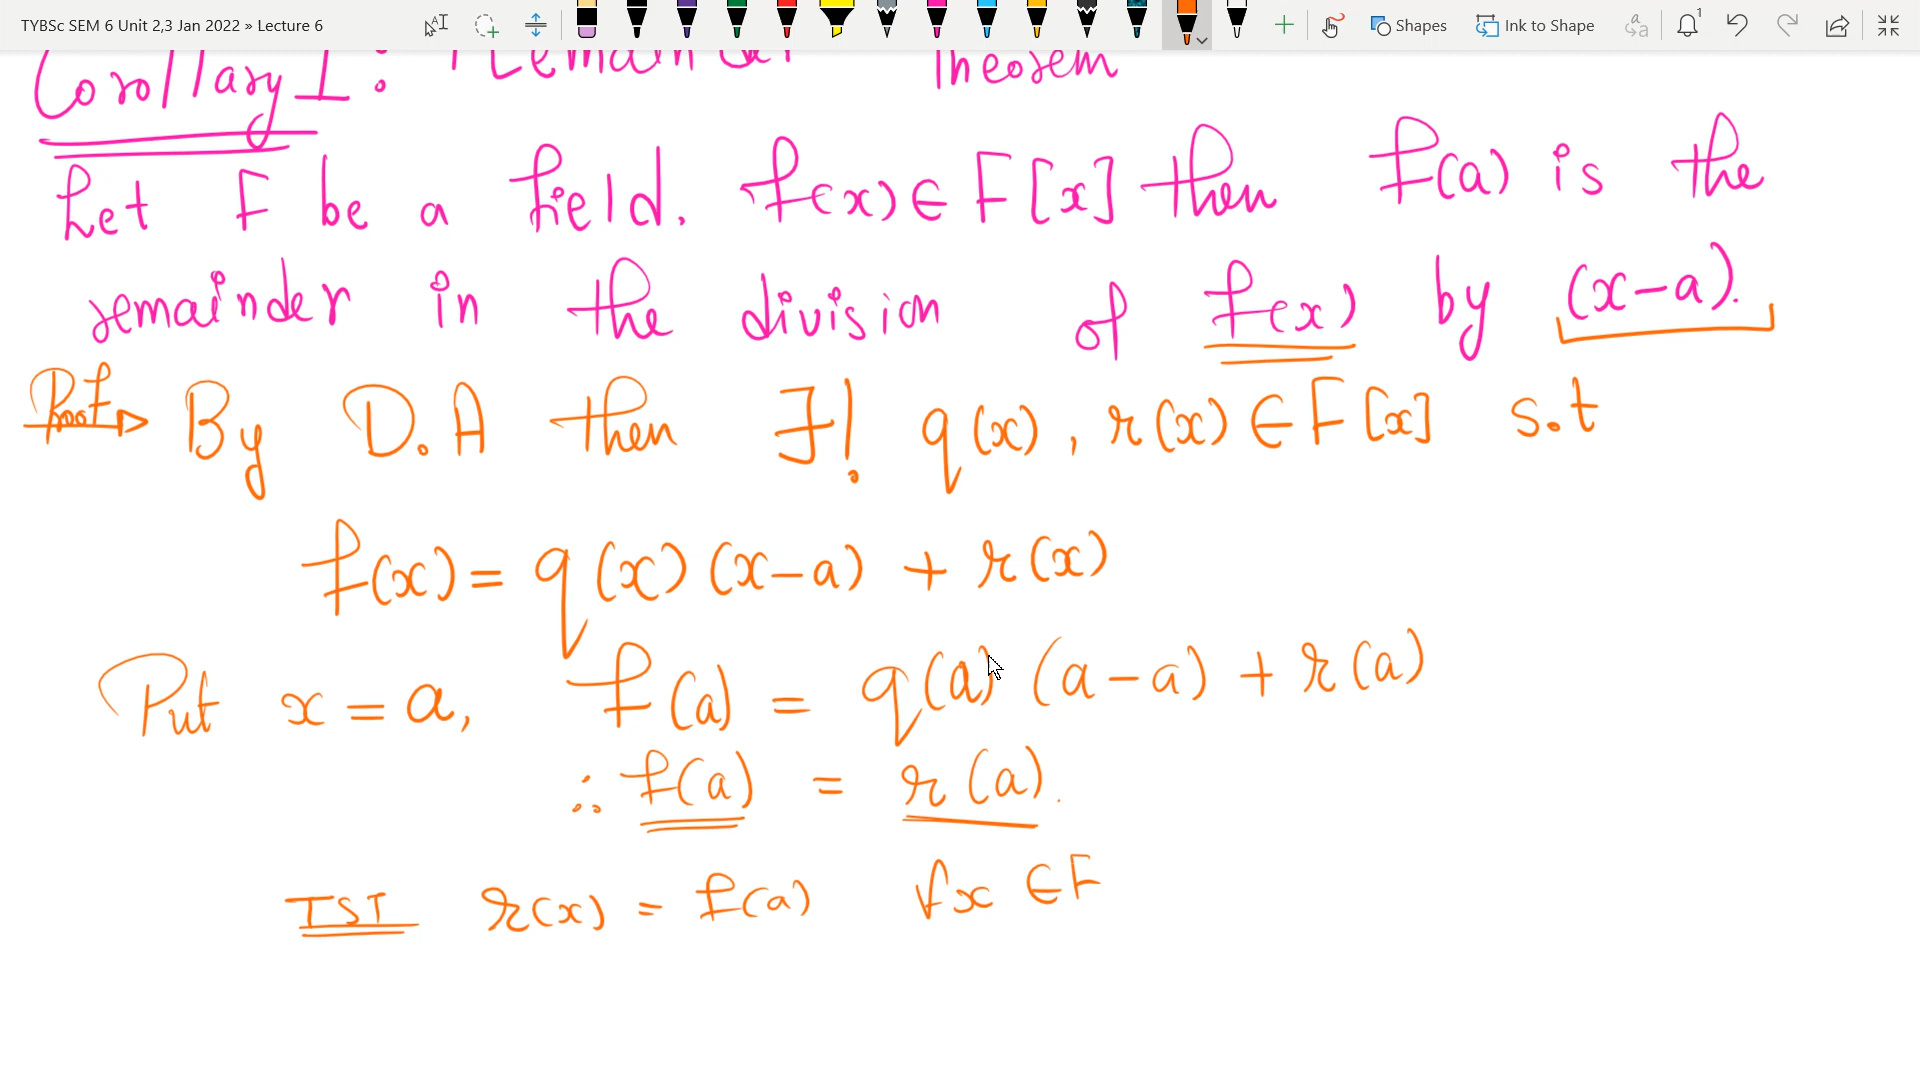 TYBSc SEM 6 Unit 2,3 Jan 2022 » Lecture 6
Shapes
Ink to Shape
Corollary I : Remainder Theorem
Let F be a field. f(x) ∈ F[x] then f(a) is the
remainder in the division of f(x) by (x-a).
Proof → By D.A then ∃! q(x), r(x) ∈ F[x] s.t
f(x) = q(x) (x-a) + r(x)
Put x = a, f(a) = q(a) (a-a) + r(a)
∴ f(a) = r(a).
TST r(x) = f(a) ∀x ∈ F